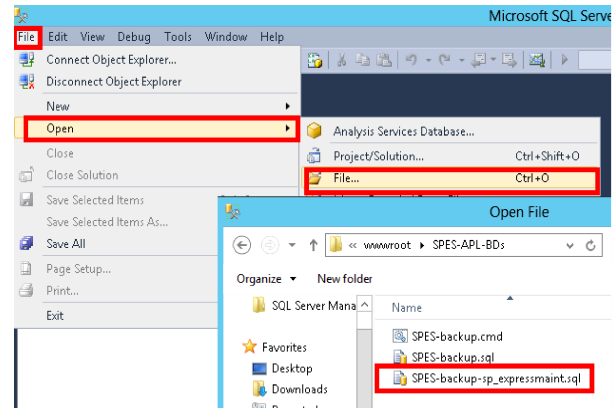 Microsoft SQL Serve
File Edit View Debug Tools Window Help
Connect Object Explorer...
Disconnect Object Explorer
New
Open
Analysis Services Database...
Close
Project/Solution... Ctrl+Shift+O
Close Solution
File... Ctrl+O
Save Selected Items
Save Selected Items As...
Save All
Page Setup...
Print...
Exit
Open File
« wwwroot SPES-APL-BDs
Organize New folder
SQL Server Mana
Name
Favorites
Desktop
Downloads
SPES-backup.cmd
SPES-backup.sql
SPES-backup-sp_expressmaint.sql